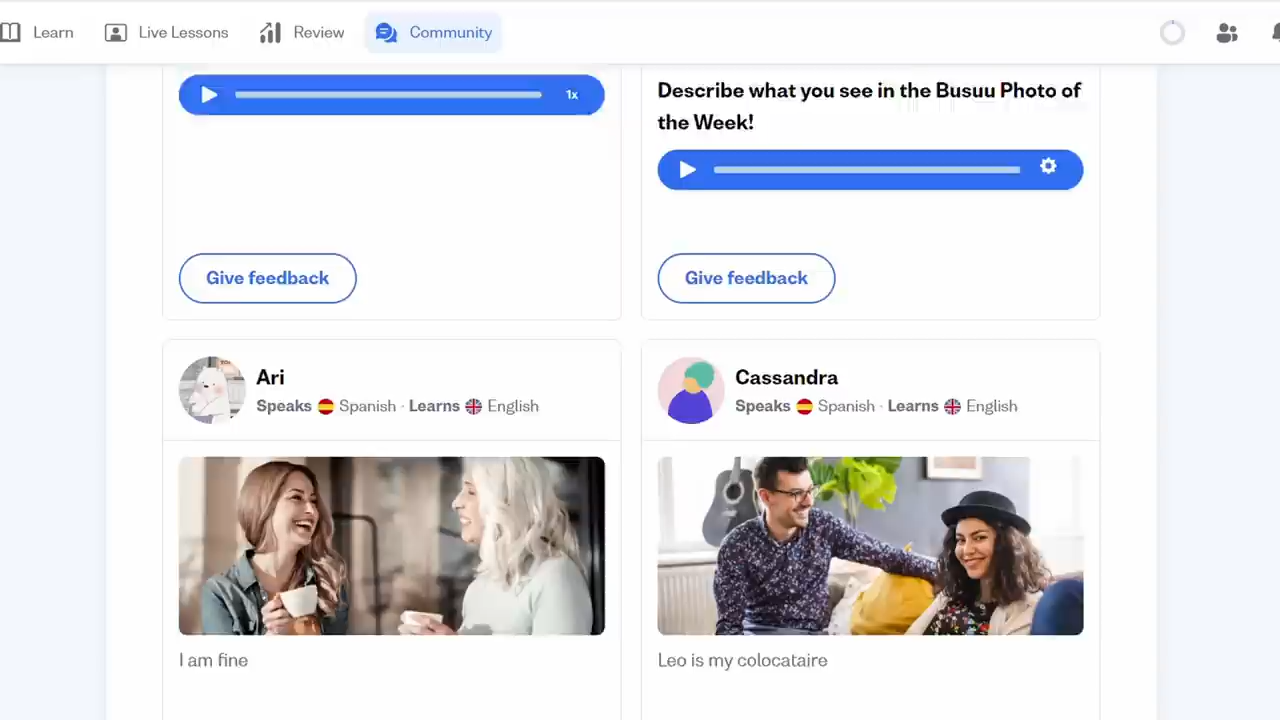 Learn
Live Lessons
Review
Community
1x
Describe what you see in the Busuu Photo of
the Week!
Give feedback
Give feedback
Ari
Speaks Spanish · Learns English
Cassandra
Speaks Spanish · Learns English
I am fine
Leo is my colocataire